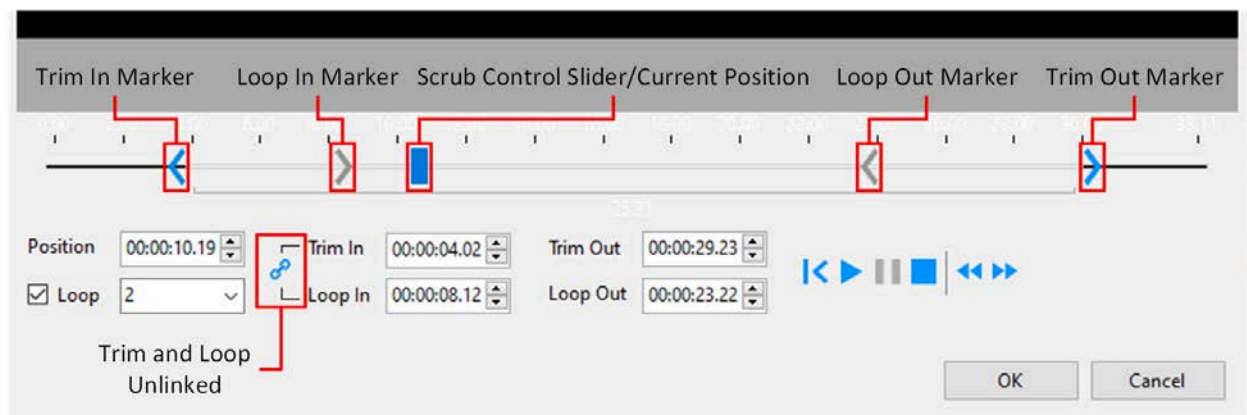 Trim In Marker Loop In Marker Scrub Control Slider/Current Position Loop Out Marker Trim Out Marker
25.21
Position 00:00:10.19 Trim In 00:00:04.02 Trim Out 00:00:29.23
Loop 2 Loop In 00:00:08.12 Loop Out 00:00:23.22
Trim and Loop
Unlinked
OK Cancel